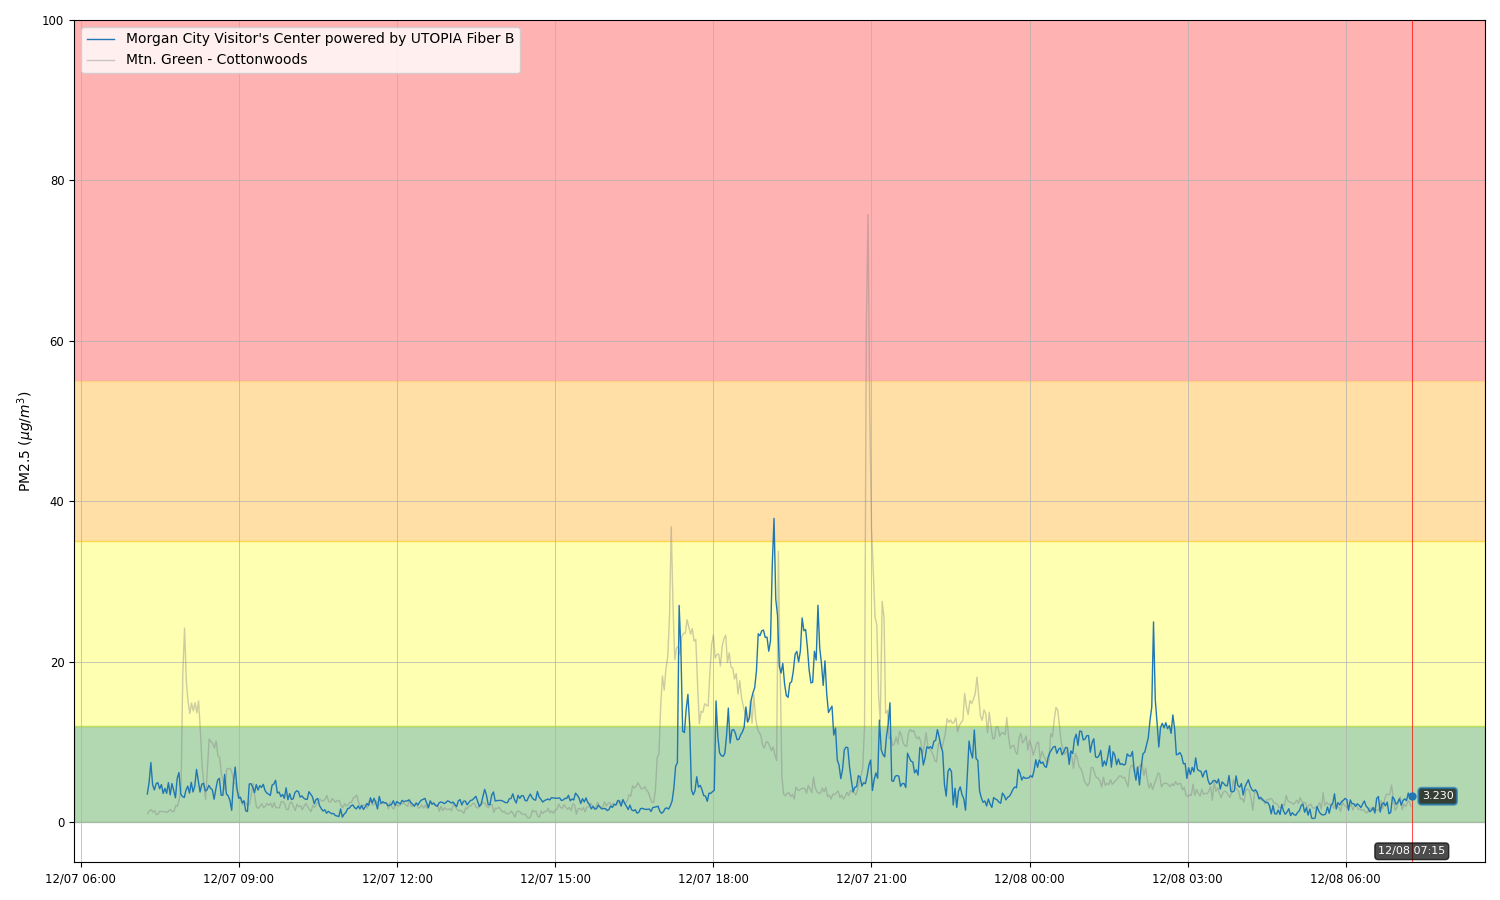 100
Morgan City Visitor's Center powered by UTOPIA Fiber B
Mtn. Green - Cottonwoods
80
60
PM2.5 (μg/m³)
40
20
3.230
0
12/08 07:15
12/07 06:00 12/07 09:00 12/07 12:00 12/07 15:00 12/07 18:00 12/07 21:00 12/08 00:00 12/08 03:00 12/08 06:00